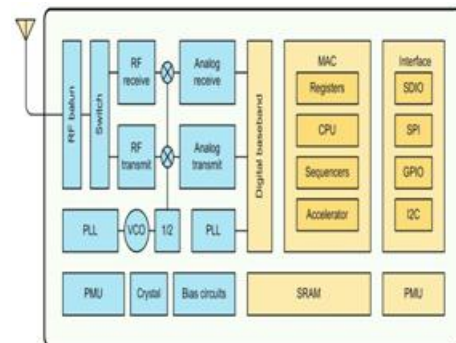 RF balun
Switch
RF
receive
Analog
receive
RF
transmit
Analog
transmit
Digital baseband
PLL
VCO
1/2
PLL
MAC
Registers
CPU
Sequencers
Accelerator
Interface
SDIO
SPI
GPIO
I2C
PMU
Crystal
Bias circuits
SRAM
PMU